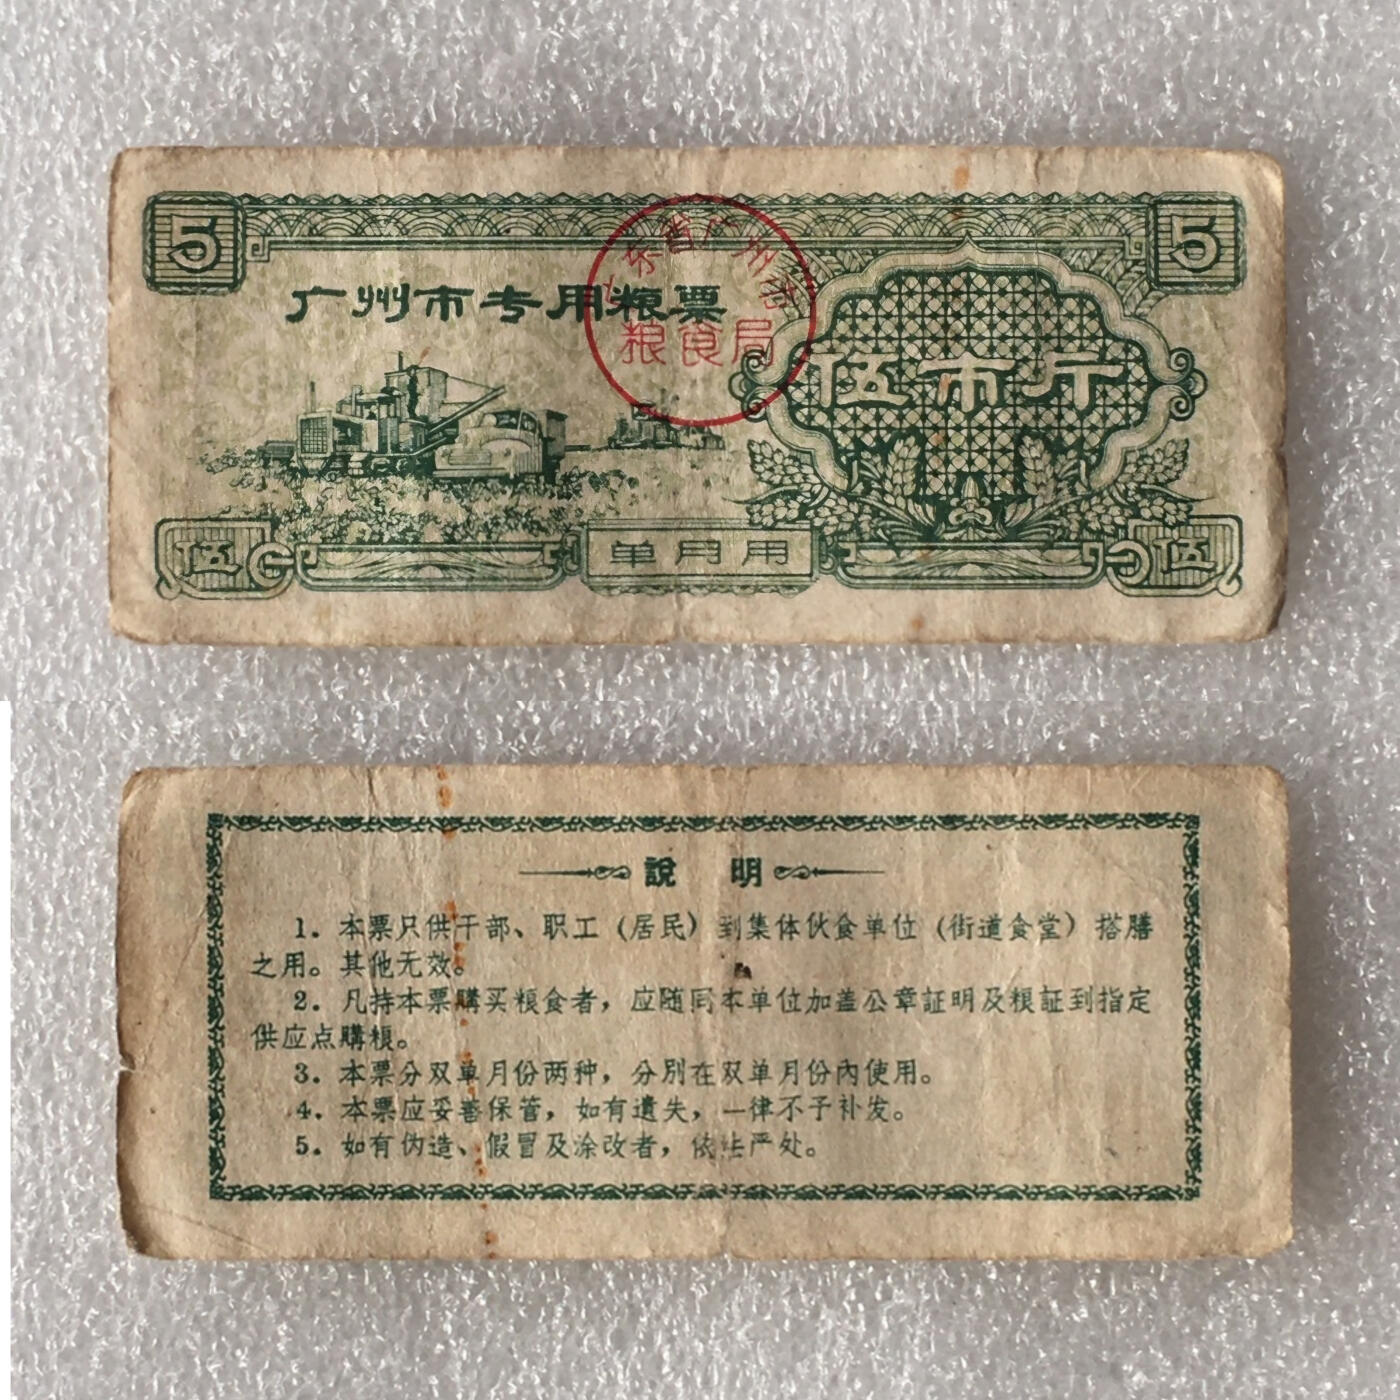 5
5
广东省广州市
粮食局
广州市专用粮票
伍市斤
伍
单月用
伍
說 明
1. 本票只供干部、职工（居民）到集体伙食单位（街道食堂）搭膳
之用。其他无效。
2. 凡持本票購买粮食者，应随同本单位加盖公章証明及粮証到指定
供应点購粮。
3. 本票分双单月份两种，分別在双单月份內使用。
4. 本票应妥善保管，如有遺失，一律不予补发。
5. 如有伪造、假冒及涂改者，依法严处。